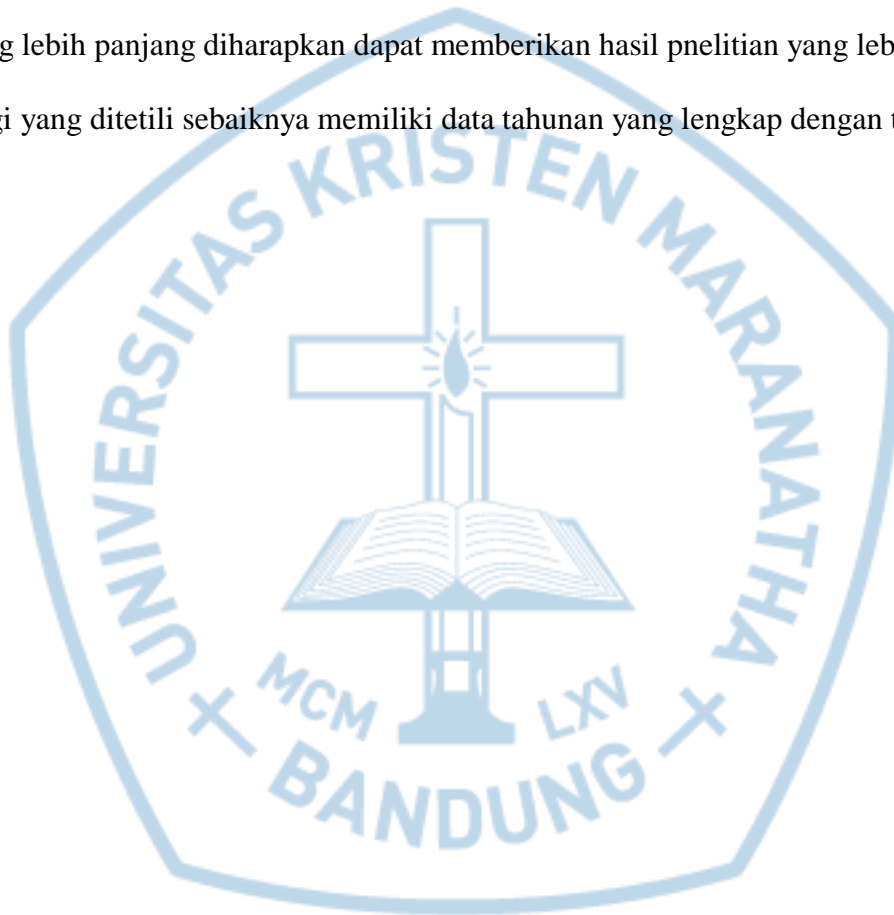 g lebih panjang diharapkan dapat memberikan hasil pnelitian yang leb
gi yang ditetili sebaiknya memiliki data tahunan yang lengkap dengan t
UNIVERSITAS KRISTEN MARANATHA
MCM LXV
BANDUNG